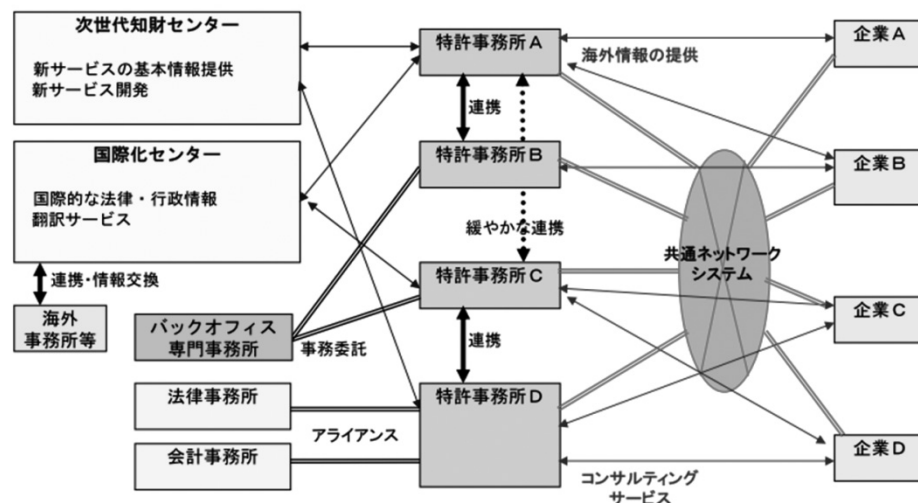 次世代知財センター
新サービスの基本情報提供
新サービス開発
国際化センター
国際的な法律・行政情報
翻訳サービス
連携・情報交換
海外
事務所等
バックオフィス
専門事務所
事務委託
法律事務所
アライアンス
会計事務所
特許事務所A
連携
特許事務所B
緩やかな連携
特許事務所C
連携
特許事務所D
海外情報の提供
共通ネットワーク
システム
コンサルティング
サービス
企業A
企業B
企業C
企業D